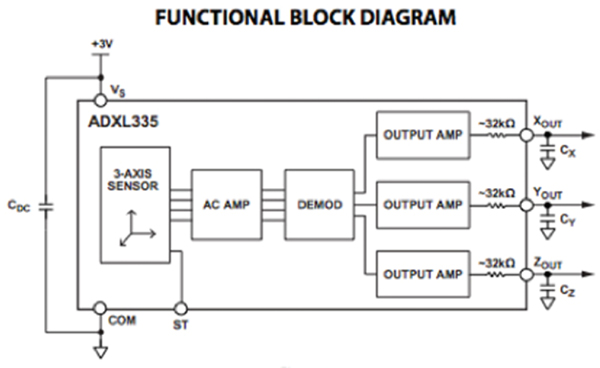 FUNCTIONAL BLOCK DIAGRAM
+3V
VS
ADXL335
3-AXIS
SENSOR
AC AMP
DEMOD
OUTPUT AMP
~32kΩ
XOUT
CX
OUTPUT AMP
~32kΩ
YOUT
CY
OUTPUT AMP
~32kΩ
ZOUT
CZ
CDC
COM
ST